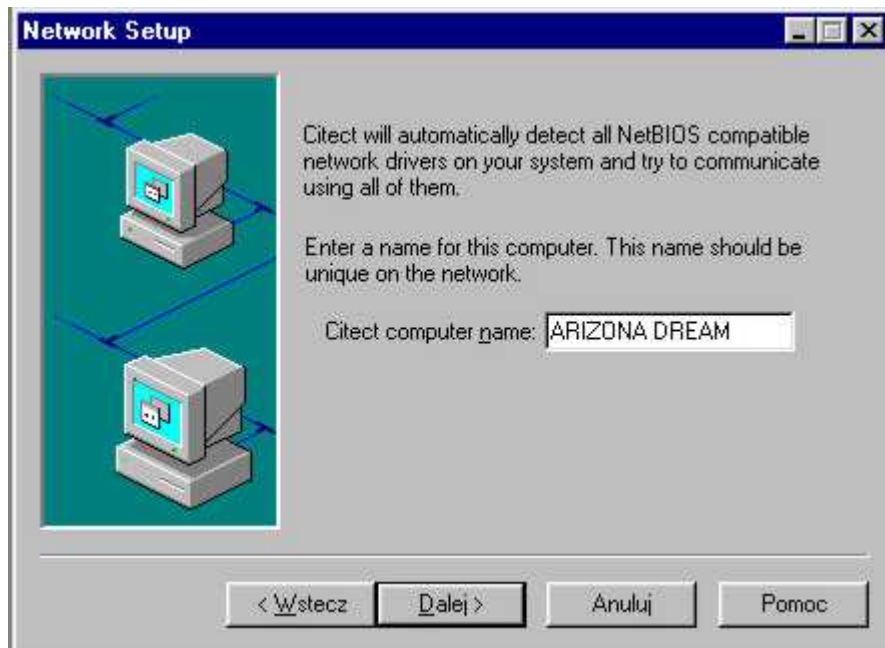 Network Setup
Citect will automatically detect all NetBIOS compatible
network drivers on your system and try to communicate
using all of them.
Enter a name for this computer. This name should be
unique on the network.
Citect computer name: ARIZONA DREAM
< Wstecz Dalej > Anuluj Pomoc